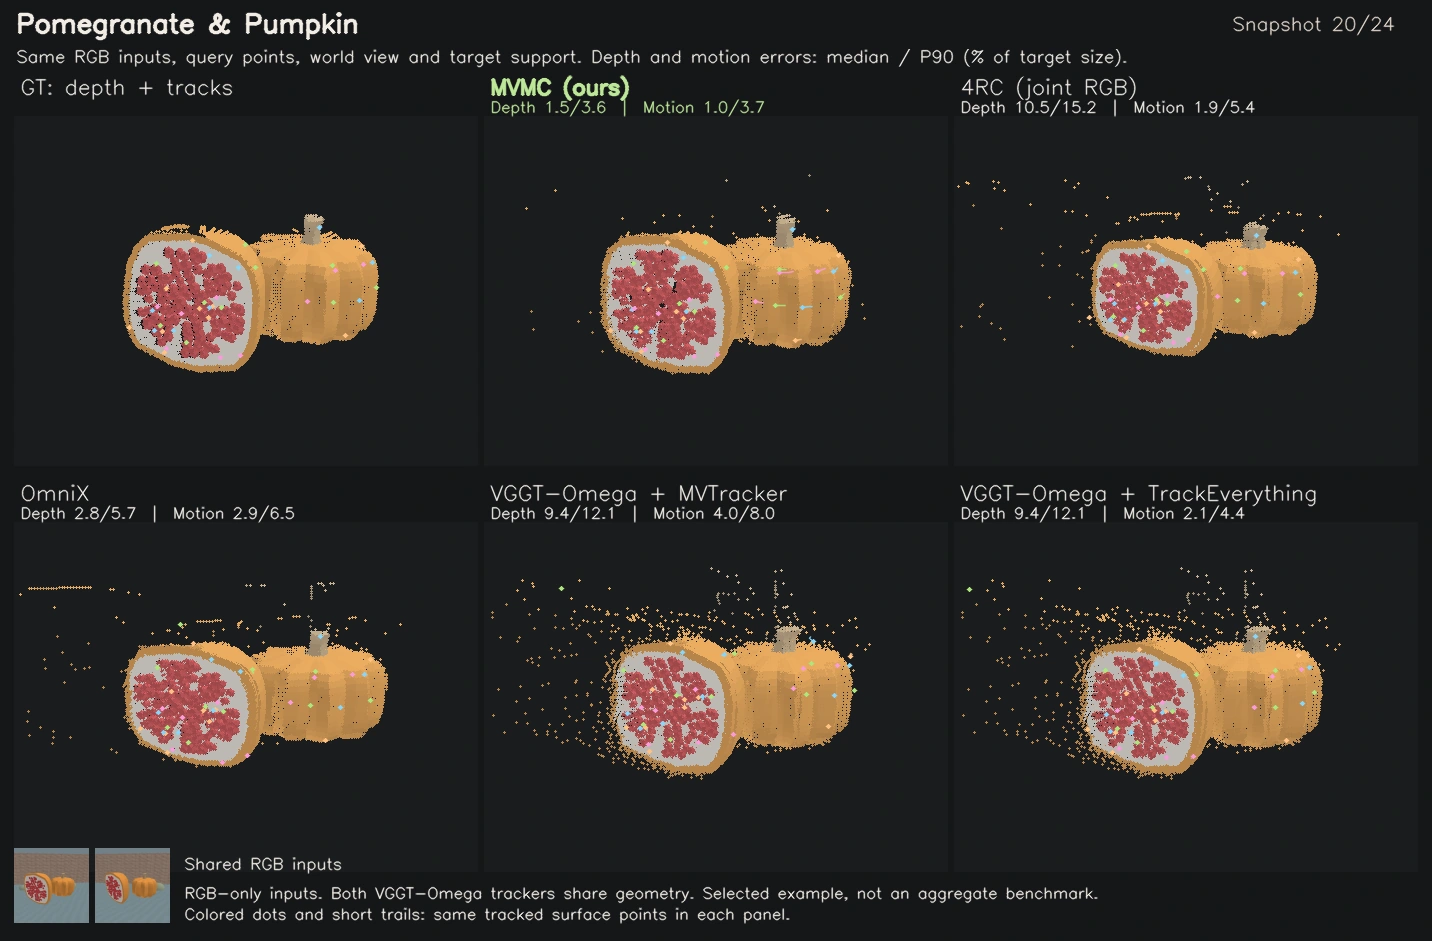 Pomegranate & Pumpkin
Snapshot 20/24
Same RGB inputs, query points, world view and target support. Depth and motion errors: median / P90 (% of target size).
GT: depth + tracks
MVMC (ours)
Depth 1.5/3.6 | Motion 1.0/3.7
4RC (joint RGB)
Depth 10.5/15.2 | Motion 1.9/5.4
OmniX
Depth 2.8/5.7 | Motion 2.9/6.5
VGGT-Omega + MVTracker
Depth 9.4/12.1 | Motion 4.0/8.0
VGGT-Omega + TrackEverything
Depth 9.4/12.1 | Motion 2.1/4.4
Shared RGB inputs
RGB-only inputs. Both VGGT-Omega trackers share geometry. Selected example, not an aggregate benchmark.
Colored dots and short trails: same tracked surface points in each panel.